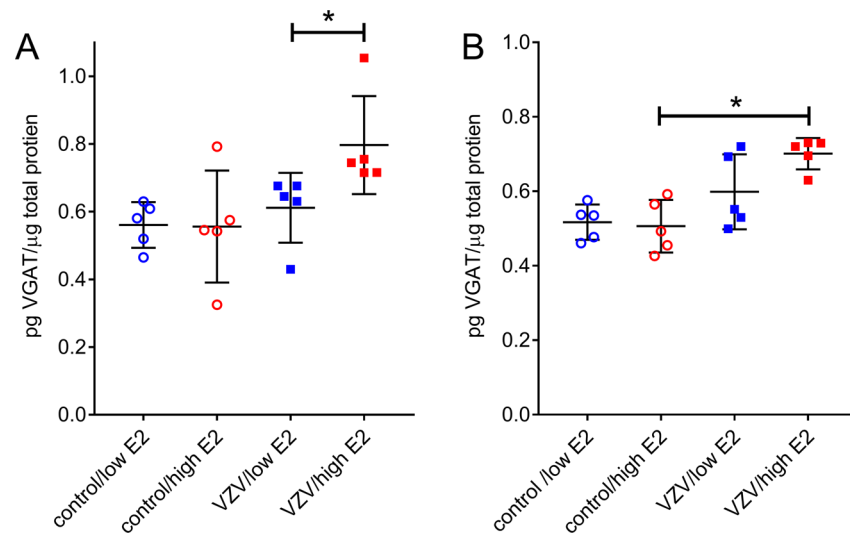 A
*
pg VGAT/µg total protien
1.0
0.8
0.6
0.4
0.2
0.0
control/low E2
control/high E2
VZV/low E2
VZV/high E2
B
*
pg VGAT/µg total protien
1.0
0.8
0.6
0.4
0.2
0.0
control /low E2
control/high E2
VZV/low E2
VZV/high E2